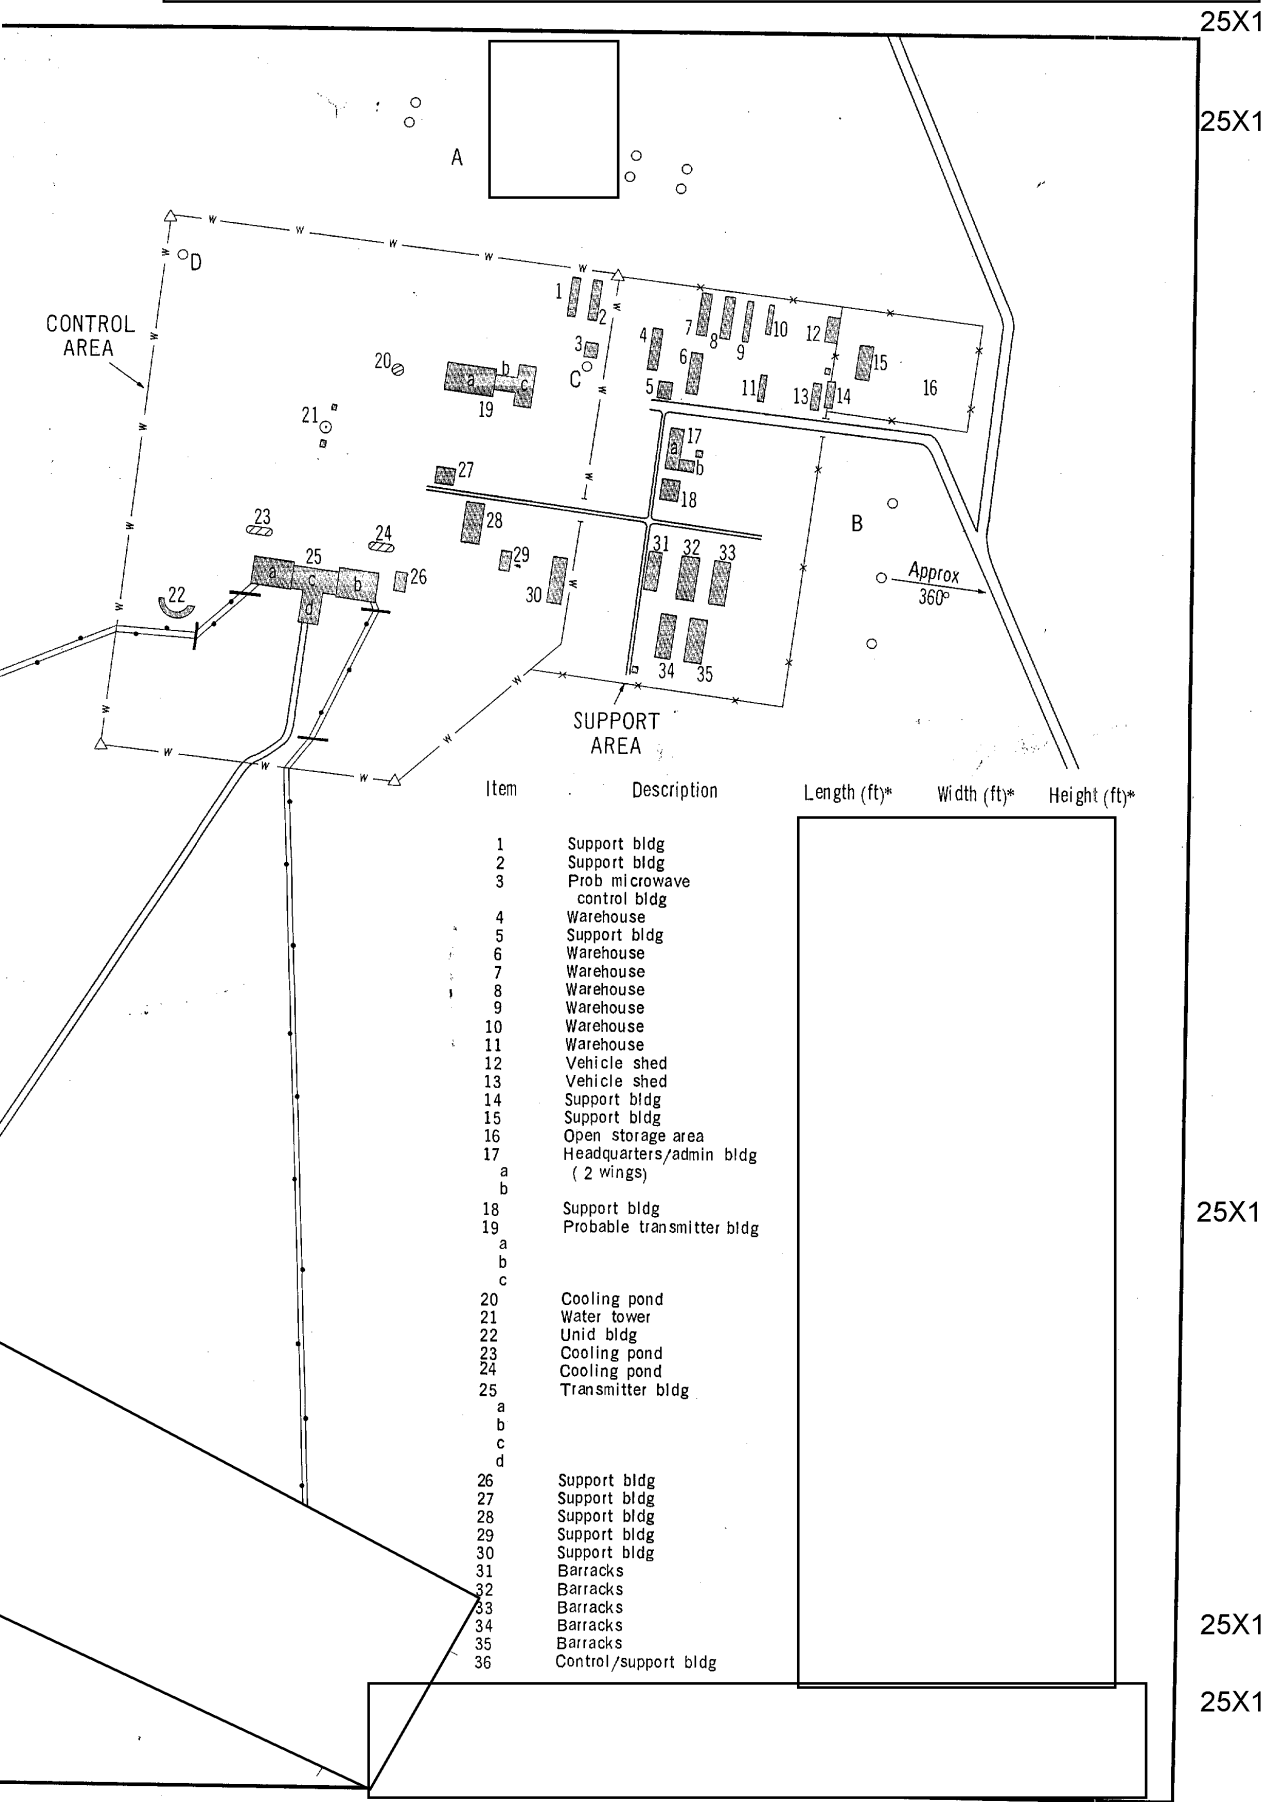 25X1
25X1
A
D
CONTROL
AREA
1
2
3
C
20
a
b
c
19
21
4
5
6
7
8
9
10
11
12
13
14
15
16
17
a
b
18
B
Approx
360°
27
28
29
30
23
24
25
a
c
b
d
26
22
31
32
33
34
35
SUPPORT
AREA
W W W W W
W W W W W W
W W W
W W
W W W W
x x x x x x x
x x x x x x
Item Description Length (ft)* Width (ft)* Height (ft)*
1 Support bldg
2 Support bldg
3 Prob microwave
control bldg
4 Warehouse
5 Support bldg
6 Warehouse
7 Warehouse
8 Warehouse
9 Warehouse
10 Warehouse
11 Warehouse
12 Vehicle shed
13 Vehicle shed
14 Support bldg
15 Support bldg
16 Open storage area
17 Headquarters/admin bldg
a (2 wings)
b
18 Support bldg
25X1
19 Probable transmitter bldg
a
b
c
20 Cooling pond
21 Water tower
22 Unid bldg
23 Cooling pond
24 Cooling pond
25 Transmitter bldg
a
b
c
d
26 Support bldg
27 Support bldg
28 Support bldg
29 Support bldg
30 Support bldg
31 Barracks
32 Barracks
33 Barracks
34 Barracks
25X1
35 Barracks
36 Control/support bldg
25X1